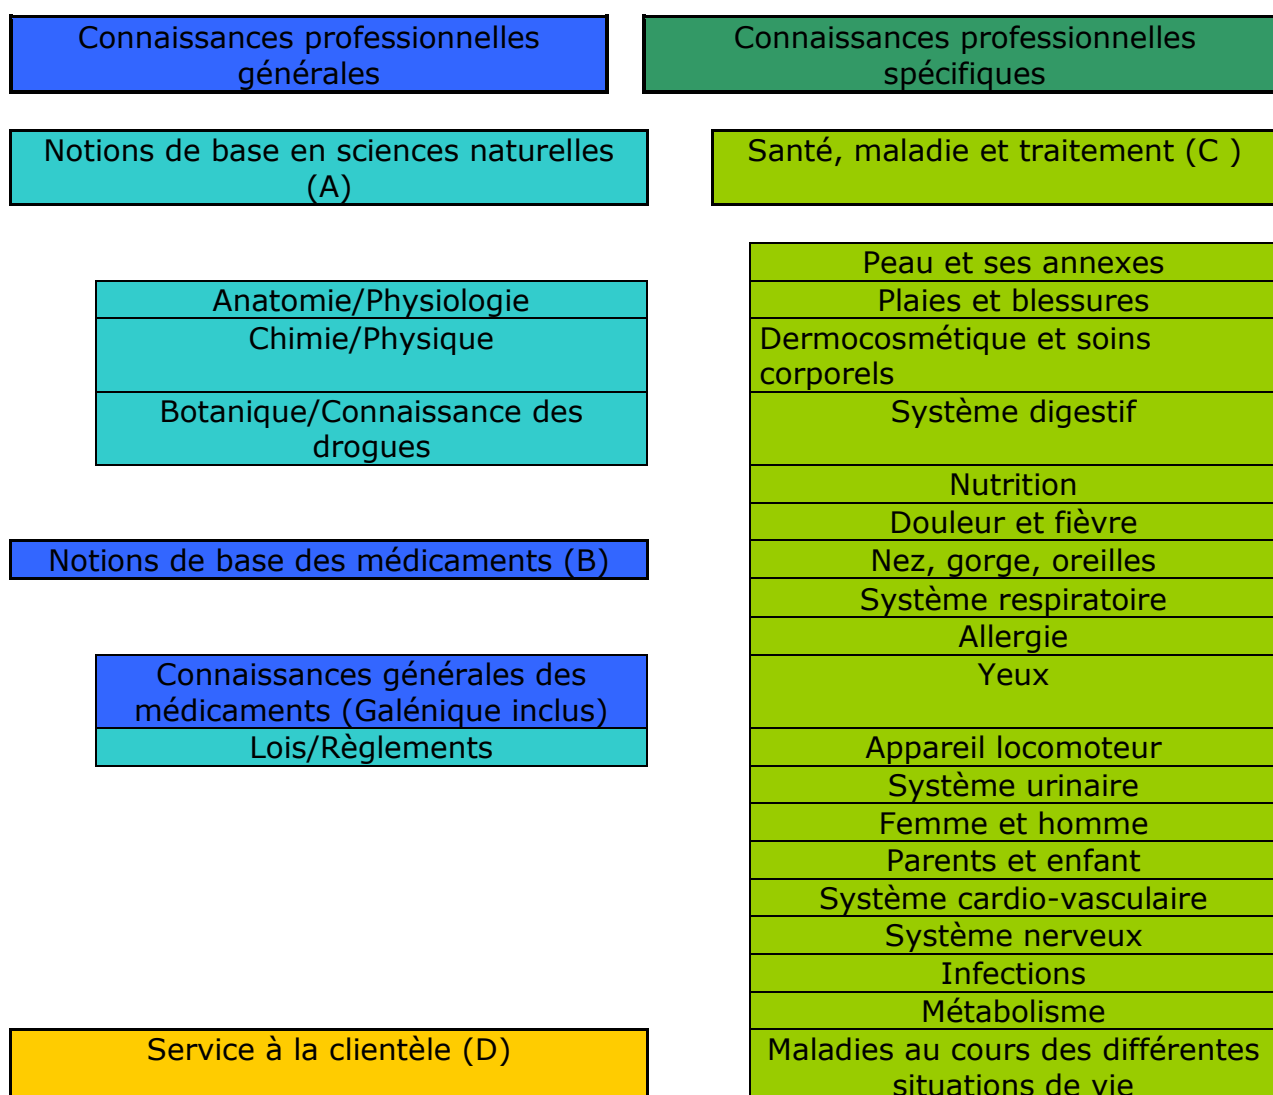 Connaissances professionnelles
générales
Connaissances professionnelles
spécifiques
Notions de base en sciences naturelles
(A)
Anatomie/Physiologie
Chimie/Physique
Botanique/Connaissance des
drogues
Notions de base des médicaments (B)
Connaissances générales des
médicaments (Galénique inclus)
Lois/Règlements
Service à la clientèle (D)
Santé, maladie et traitement (C )
Peau et ses annexes
Plaies et blessures
Dermocosmétique et soins
corporels
Système digestif
Nutrition
Douleur et fièvre
Nez, gorge, oreilles
Système respiratoire
Allergie
Yeux
Appareil locomoteur
Système urinaire
Femme et homme
Parents et enfant
Système cardio-vasculaire
Système nerveux
Infections
Métabolisme
Maladies au cours des différentes
situations de vie